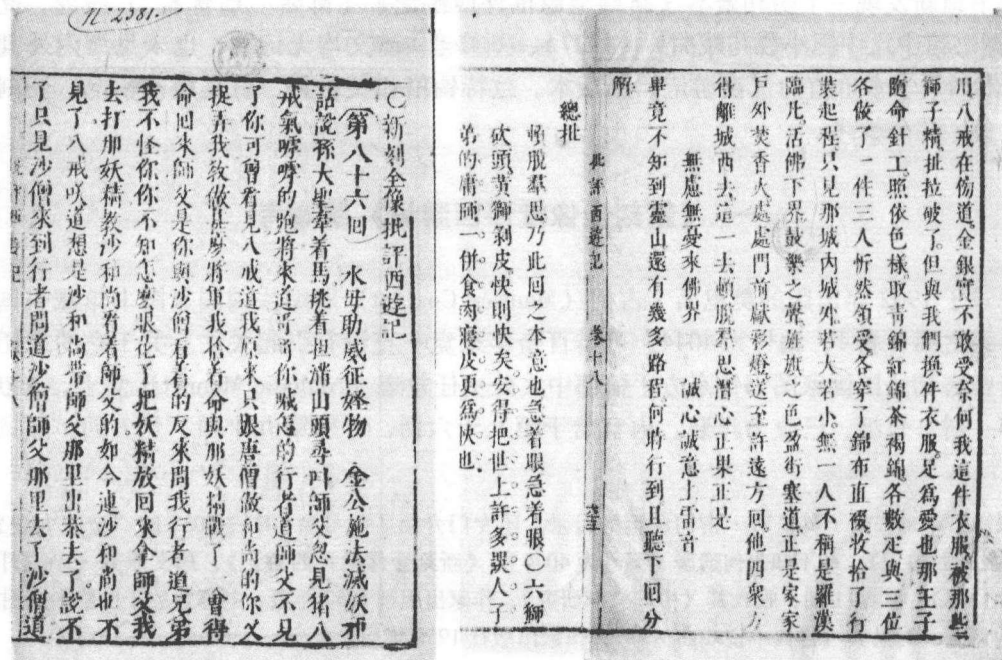 川八戒在傍道金銀實不敢受柰何我這件衣服被那些
獅子精扯拉破了但與我們換件衣服足爲愛也那王子
隨命針工照依色樣取青錦紅錦茶褐錦各數疋與三位
各做了一件三人忻然領受各穿了錦布直裰收拾了行
裝起程只見那城內城外大大小小無一人不稱是羅漢
臨凡活佛下界鼓樂之聲旌旗之色盈街塞道正是家家
戶外焚香火處處門前獻彩燈送至許遠方回他四衆方
得離城西去這一去頓脫羣思潛心正果正是
無慮無憂來佛界 誠心誠意上雷音
畢竟不知到靈山還有幾多路程何時行到且聽下回分
解
批評西遊記
總批
頓脫羣思乃此回之本意也急着眼急着眼○六獅
砍頭黃獅剝皮快則快矣安得把世上許多誤人子
弟的庸師一併食肉寢皮更爲快也
n° 2381.
○新刻全像批評西遊記
第八十六回 木母助威征怪物 金公施法滅妖邪
話說孫大聖牽着馬挑着担滿山頭尋叫師父忽見猪八
戒氣嘑嘑的跑將來道哥哥你喊怎的行者道師父不見
了你可曾看見八戒道我原來只跟唐僧做和尚的你又
捉弄我教做甚麽將軍我捨着命與那妖精戰了一會得
命回來師父是你與沙僧看守的反來問我行者道兄弟
我不怪你你不知怎麽眼花了把妖精放回來拿師父我
去打那妖精教沙和尚看着師父的如今連沙和尚也不
見了八戒笑道想是沙和尚帶師父那里出恭去了說不
了只見沙僧來到行者問道沙僧師父那里去了沙僧道